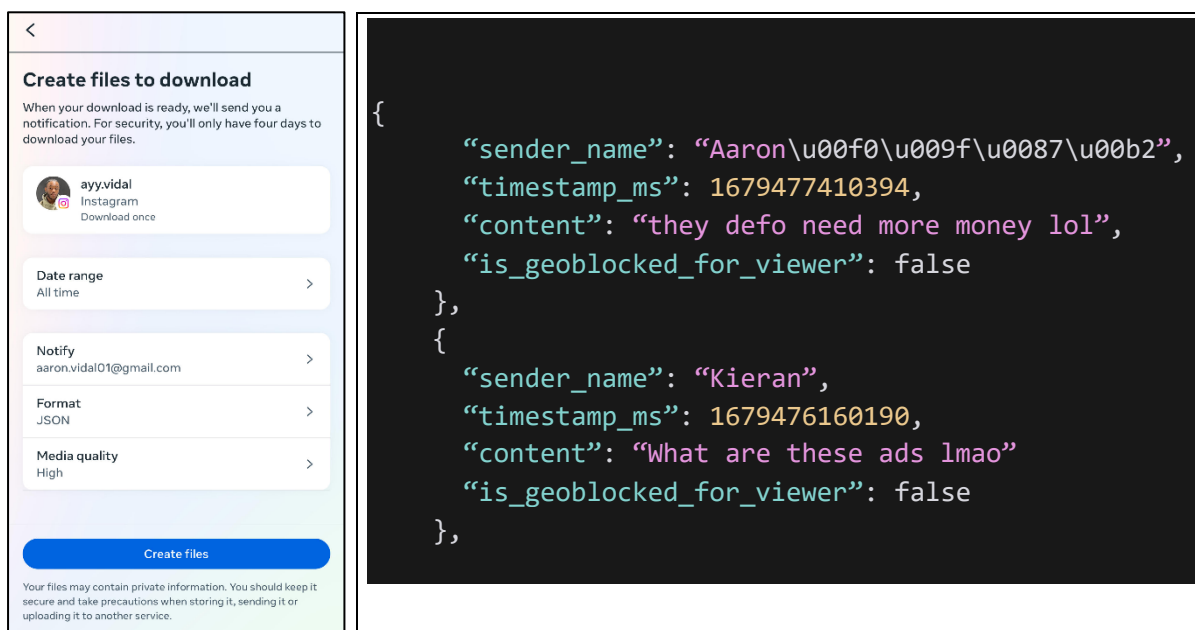 Create files to download
When your download is ready, we'll send you a
notification. For security, you'll only have four days to
download your files.
ayy.vidal
Instagram
Download once
Date range
All time
Notify
aaron.vidal01@gmail.com
Format
JSON
Media quality
High
Create files
Your files may contain private information. You should keep it
secure and take precautions when storing it, sending it or
uploading it to another service.
{
“sender_name”: “Aaron\u00f0\u009f\u0087\u00b2”,
“timestamp_ms”: 1679477410394,
“content”: “they defo need more money lol”,
“is_geoblocked_for_viewer”: false
},
{
“sender_name”: “Kieran”,
“timestamp_ms”: 1679476160190,
“content”: “What are these ads lmao”
“is_geoblocked_for_viewer”: false
},